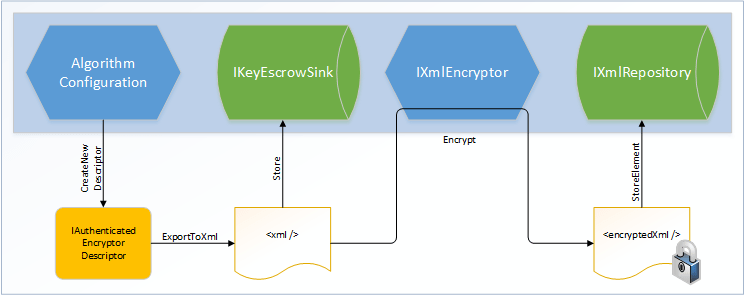 Algorithm
Configuration
IKeyEscrowSink
IXmlEncryptor
IXmlRepository
CreateNew
Descriptor
Store
Encrypt
StoreElement
IAuthenticated
Encryptor
Descriptor
ExportToXml
<xml />
<encryptedXml />